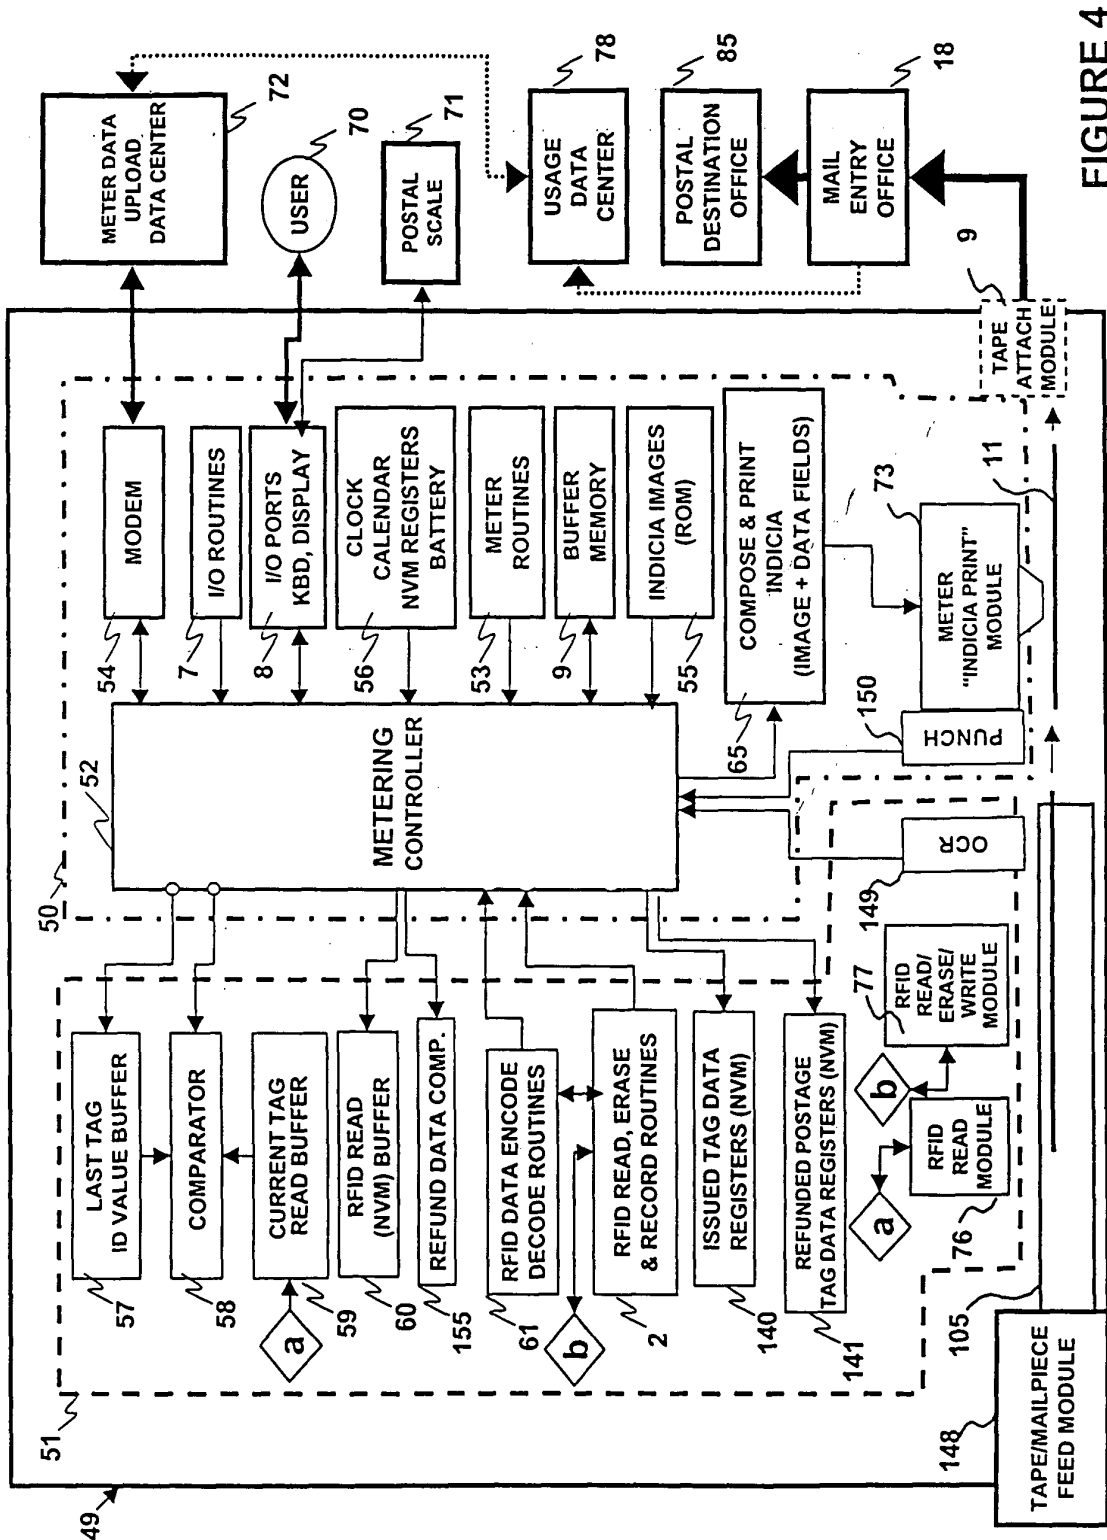 49
51
50
52
LAST TAG
ID VALUE BUFFER
57
COMPARATOR
58
CURRENT TAG
READ BUFFER
59
a
RFID READ
(NVM) BUFFER
60
REFUND DATA COMP.
155
RFID DATA ENCODE
DECODE ROUTINES
61
b
RFID READ, ERASE
& RECORD ROUTINES
2
ISSUED TAG DATA
REGISTERS (NVM)
140
REFUNDED POSTAGE
TAG DATA REGISTERS (NVM)
141
METERING
CONTROLLER
MODEM
54
I/O ROUTINES
7
I/O PORTS
KBD, DISPLAY
8
CLOCK
CALENDAR
NVM REGISTERS
BATTERY
56
METER
ROUTINES
53
BUFFER
MEMORY
9
INDICIA IMAGES
(ROM)
55
COMPOSE & PRINT
INDICIA
(IMAGE + DATA FIELDS)
65
METER DATA
UPLOAD
DATA CENTER
72
USER
70
POSTAL
SCALE
71
USAGE
DATA
CENTER
78
POSTAL
DESTINATION
OFFICE
85
MAIL
ENTRY
OFFICE
18
a
RFID
READ
MODULE
76
b
RFID
READ/
ERASE/
WRITE
MODULE
77
OCR
149
PUNCH
150
METER
"INDICIA PRINT"
MODULE
73
TAPE
ATTACH
MODULE
9
11
105
148
TAPE/MAILPIECE
FEED MODULE
FIGURE 4